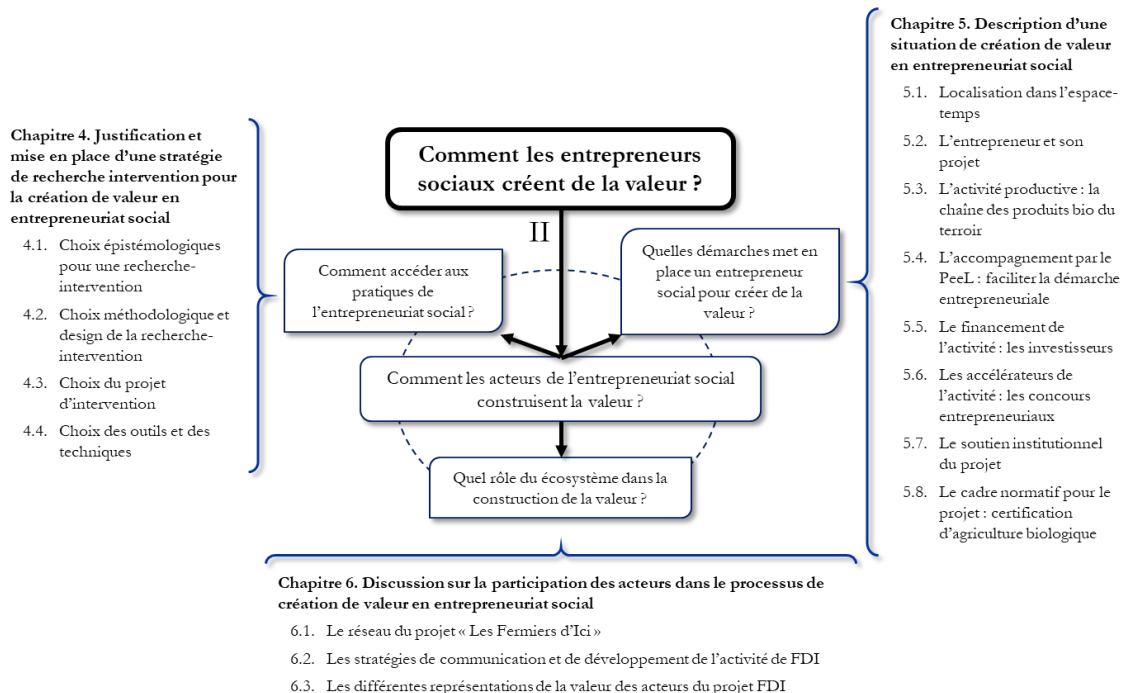 Chapitre 4. Justification et
mise en place d’une stratégie
de recherche intervention pour
la création de valeur en
entrepreneuriat social
4.1. Choix épistémologiques
pour une recherche-
intervention
4.2. Choix méthodologique et
design de la recherche-
intervention
4.3. Choix du projet
d’intervention
4.4. Choix des outils et des
techniques
Comment les entrepreneurs
sociaux créent de la valeur ?
II
Comment accéder aux
pratiques de
l’entrepreneuriat social ?
Quelles démarches met en
place un entrepreneur
social pour créer de la
valeur ?
Comment les acteurs de l’entrepreneuriat social
construisent la valeur ?
Quel rôle du écosystème dans la
construction de la valeur ?
Chapitre 5. Description d’une
situation de création de valeur
en entrepreneuriat social
5.1. Localisation dans l’espace-
temps
5.2. L’entrepreneur et son
projet
5.3. L’activité productive : la
chaîne des produits bio du
terroir
5.4. L’accompagnement par le
PeeL : faciliter la démarche
entrepreneuriale
5.5. Le financement de
l’activité : les investisseurs
5.6. Les accélérateurs de
l’activité : les concours
entrepreneuriaux
5.7. Le soutien institutionnel
du projet
5.8. Le cadre normatif pour le
projet : certification
d’agriculture biologique
Chapitre 6. Discussion sur la participation des acteurs dans le processus de
création de valeur en entrepreneuriat social
6.1. Le réseau du projet « Les Fermiers d’Ici »
6.2. Les stratégies de communication et de développement de l’activité de FDI
6.3. Les différentes représentations de la valeur des acteurs du projet FDI